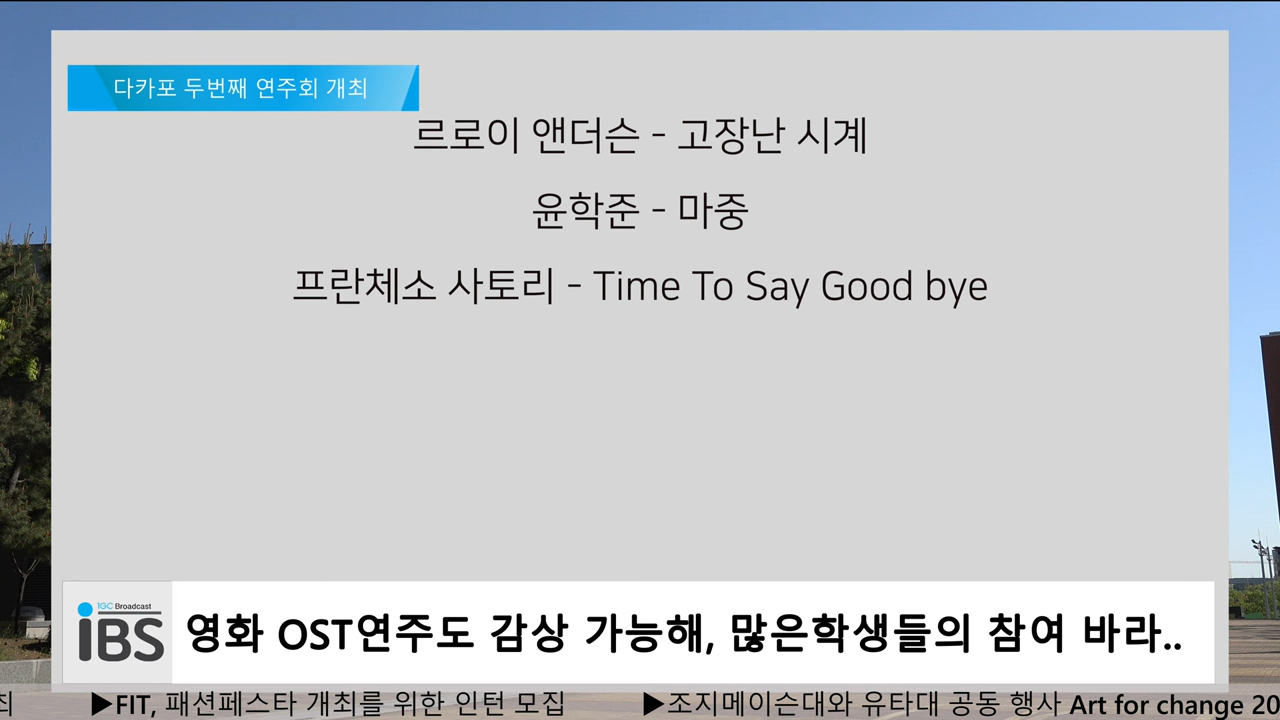 다카포 두번째 연주회 개최
르로이 앤더슨 - 고장난 시계
윤학준 - 마중
프란체소 사토리 - Time To Say Good bye
IGC Broadcast
iBS
영화 OST연주도 감상 가능해, 많은학생들의 참여 바라..
최 ▶FIT, 패션페스타 개최를 위한 인턴 모집 ▶조지메이슨대와 유타대 공동 행사 Art for change 20